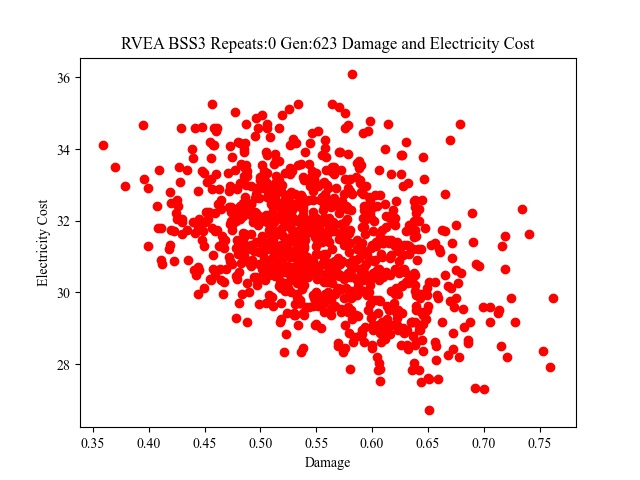 RVEA BSS3 Repeats:0 Gen:623 Damage and Electricity Cost
36
34
32
30
28
Electricity Cost
0.35 0.40 0.45 0.50 0.55 0.60 0.65 0.70 0.75
Damage